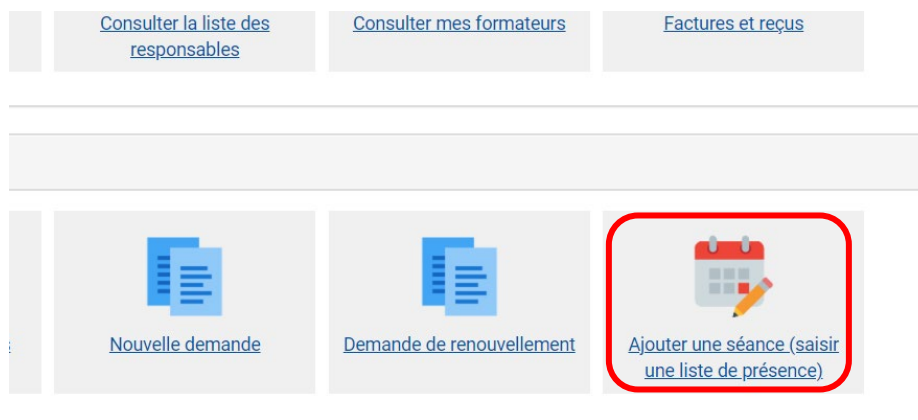 Consulter la liste des
responsables
Consulter mes formateurs
Factures et reçus
Nouvelle demande
Demande de renouvellement
Ajouter une séance (saisir
une liste de présence)